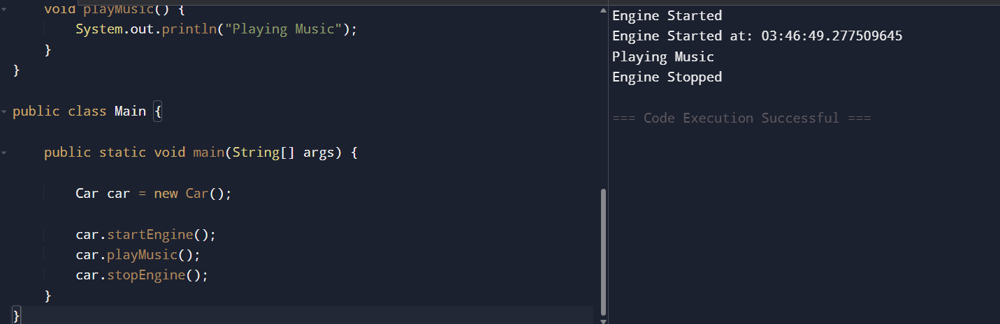 void playMusic() {
System.out.println("Playing Music");
}
}
public class Main {
public static void main(String[] args) {
Car car = new Car();
car.startEngine();
car.playMusic();
car.stopEngine();
}
}
Engine Started
Engine Started at: 03:46:49.277509645
Playing Music
Engine Stopped
=== Code Execution Successful ===